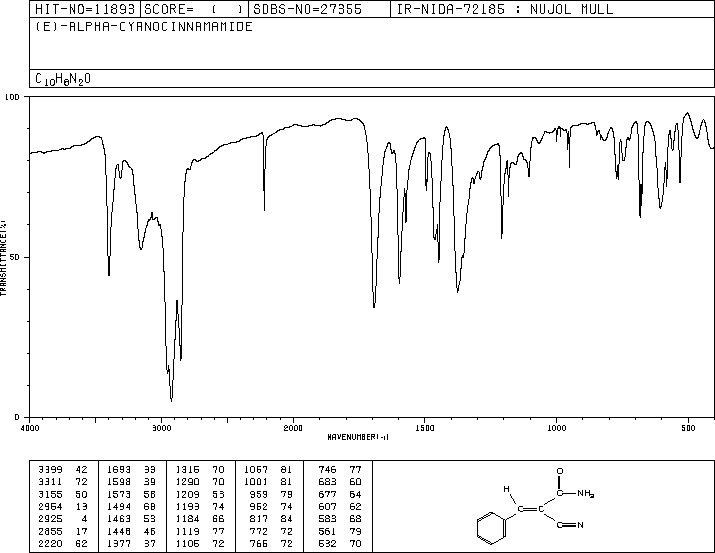 HIT-NO=11893 SCORE= ( ) SDBS-NO=27355 IR-NIDA-72185 : NUJOL MULL
(E)-ALPHA-CYANOCINNAMAMIDE
C10H8N2O
100
50
0
TRANSMITTANCE(%)
4000 3000 2000 1500 1000 500
WAVENUMBER(-1)
3399 42 1693 33 1316 70 1067 81 746 77
3311 72 1598 39 1290 70 1001 81 683 60
3155 50 1573 58 1209 53 959 79 677 64
2954 13 1494 68 1193 74 952 74 607 62
2925 4 1463 53 1184 66 817 84 583 68
2855 17 1448 46 1119 77 772 72 561 79
2220 62 1377 37 1105 72 766 72 532 70
O
H C NH2
C C
C N